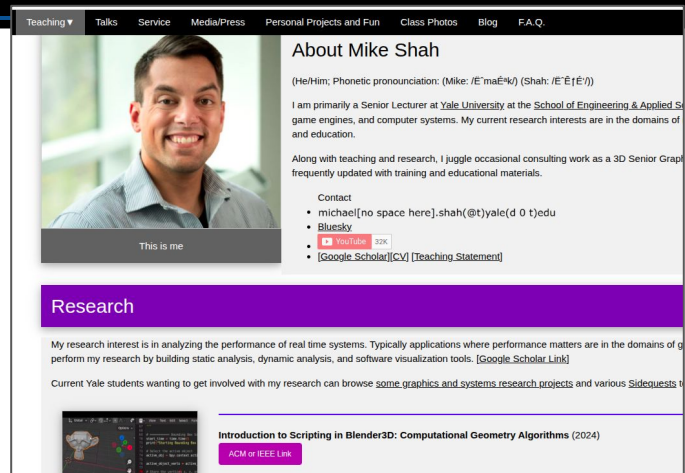 Teaching▼ Talks Service Media/Press Personal Projects and Fun Class Photos Blog F.A.Q.
This is me
About Mike Shah
(He/Him; Phonetic pronounciation: (Mike: /ËˆmaÉªk/) (Shah: /ËˆÊƒÉ'/))
I am primarily a Senior Lecturer at Yale University at the School of Engineering & Applied
game engines, and computer systems. My current research interests are in the domains of
and education.
Along with teaching and research, I juggle occasional consulting work as a 3D Senior
frequently updated with training and educational materials.
Contact
• michael[no space here].shah(@t)yale(d 0 t)edu
• Bluesky
• YouTube 32K
• [Google Scholar][CV] [Teaching Statement]
Research
My research interest is in analyzing the performance of real time systems. Typically applications where performance matters are in the domains of
perform my research by building static analysis, dynamic analysis, and software visualization tools. [Google Scholar Link]
Current Yale students wanting to get involved with my research can browse some graphics and systems research projects and various Sidequests
Introduction to Scripting in Blender3D: Computational Geometry Algorithms (2024)
ACM or IEEE Link